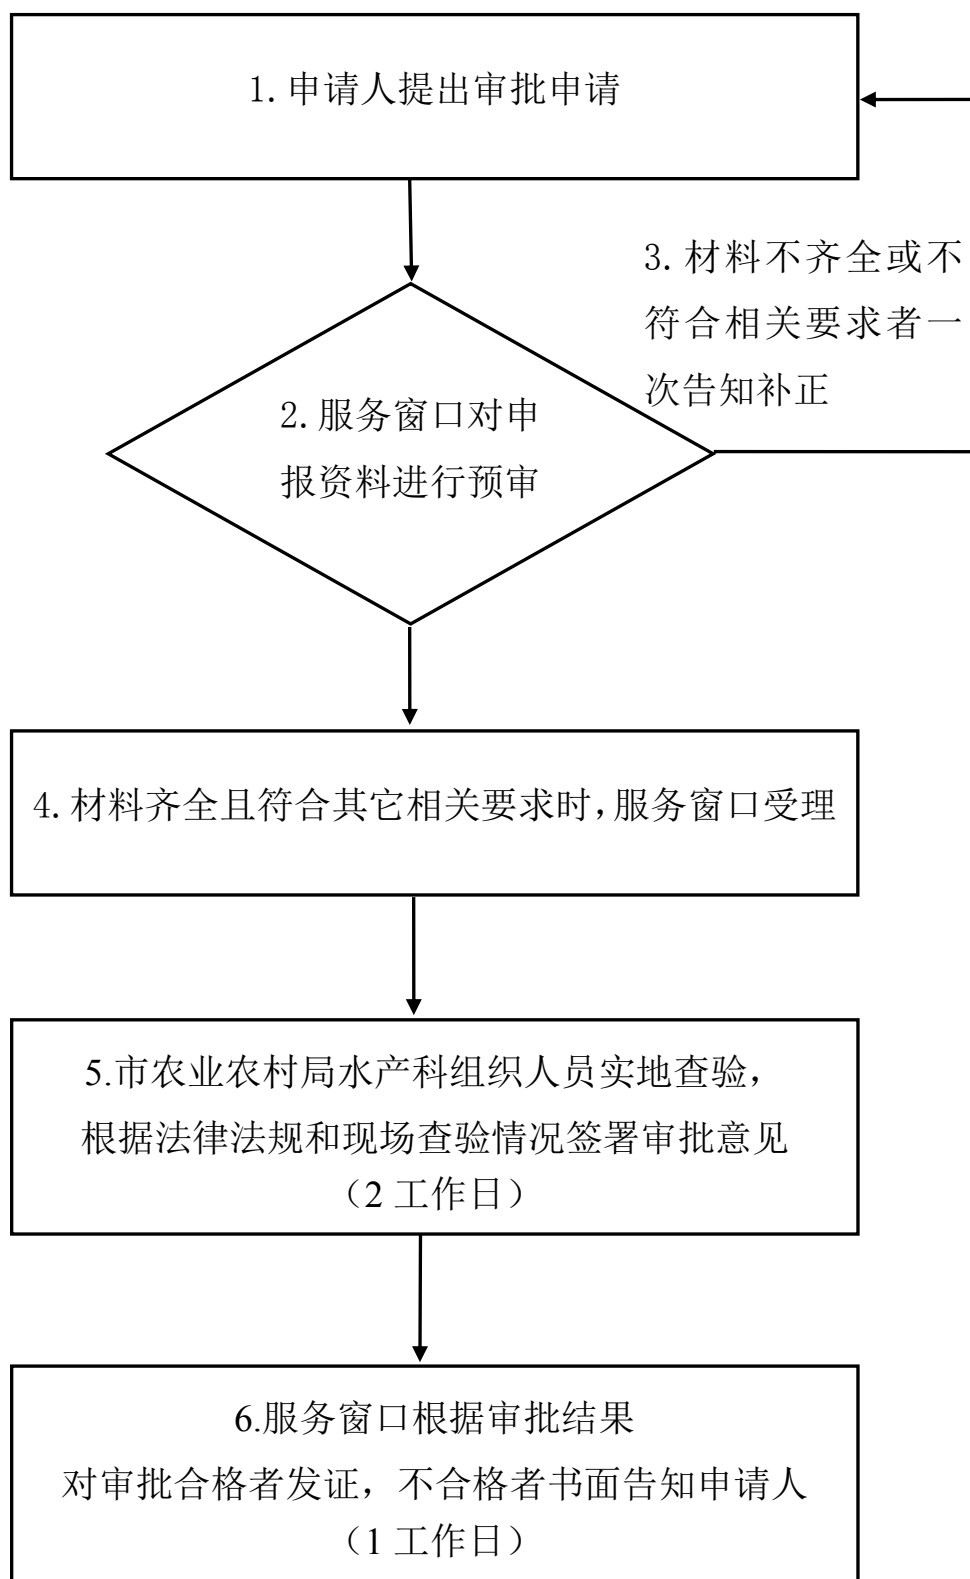 1.申请人提出审批申请
3.材料不齐全或不
符合相关要求者一
次告知补正
2.服务窗口对申
报资料进行预审
4.材料齐全且符合其它相关要求时,服务窗口受理
5.市农业农村局水产科组织人员实地查验，
根据法律法规和现场查验情况签署审批意见
（2 工作日）
6.服务窗口根据审批结果
对审批合格者发证，不合格者书面告知申请人
（1 工作日）